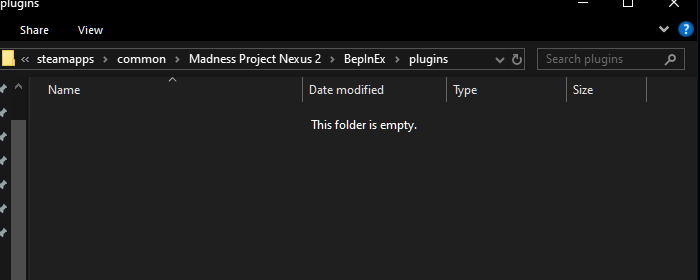 plugins
Share View
« steamapps > common > Madness Project Nexus 2 > BepInEx > plugins Search plugins
Name Date modified Type Size
This folder is empty.